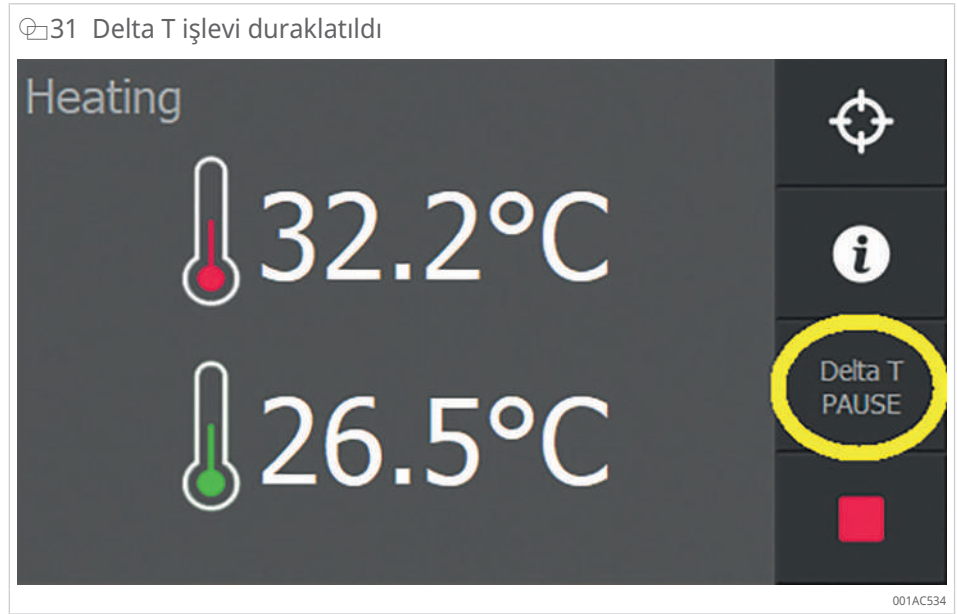 31 Delta T işlevi duraklatıldı
Heating
32.2°C
26.5°C
Delta T
PAUSE
001AC534